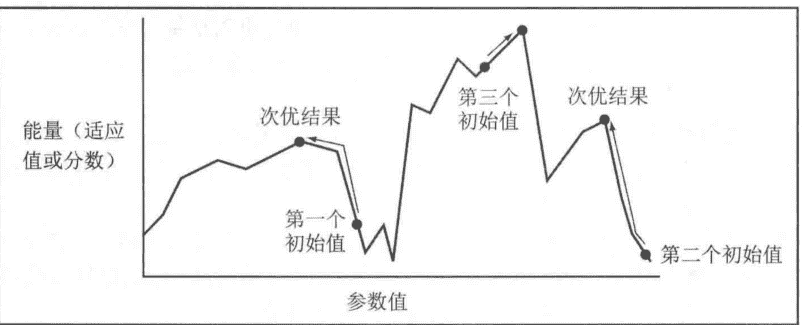 次优结果
能量（适应
值或分数）
第一个
初始值
第三个
初始值
次优结果
第二个初始值
参数值